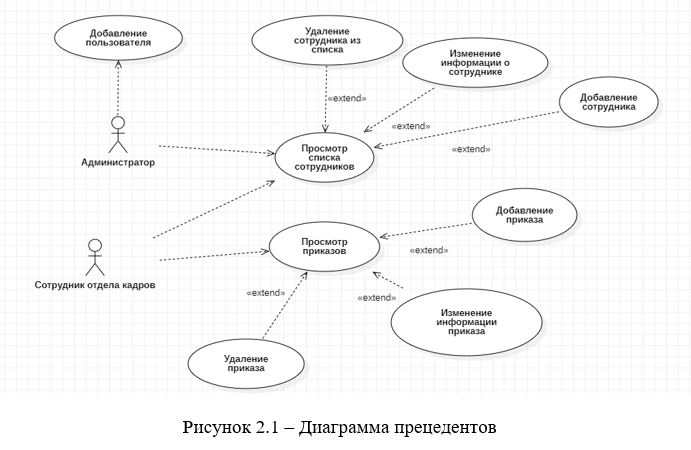 Добавление
пользователя
Удаление
сотрудника из
списка
Изменение
информации о
сотруднике
Добавление
сотрудника
«extend»
«extend»
«extend»
Администратор
Просмотр
списка
сотрудников
Добавление
приказа
Просмотр
приказов
«extend»
Сотрудник отдела кадров
«extend»
«extend»
Изменение
информации
приказа
Удаление
приказа
Рисунок 2.1 – Диаграмма прецедентов